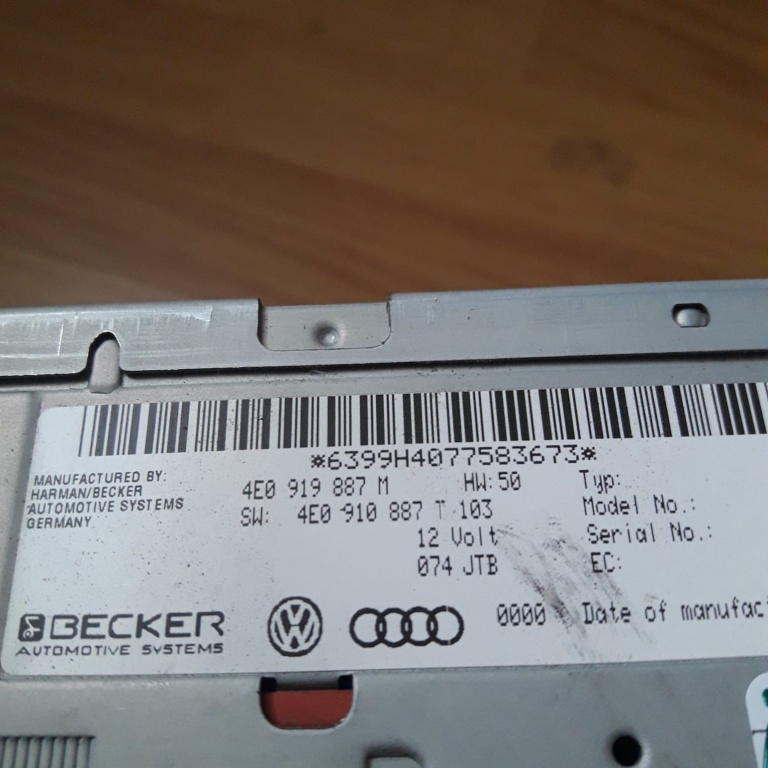 *6399H4077583673*
MANUFACTURED BY:
HARMAN/BECKER
AUTOMOTIVE SYSTEMS
GERMANY
4E0 919 887 M HW:50
SW: 4E0 910 887 T 103
12 Volt
074 JTB
Typ:
Model No.:
Serial No.:
EC:
BECKER
AUTOMOTIVE SYSTEMS
0000 Date of manufac